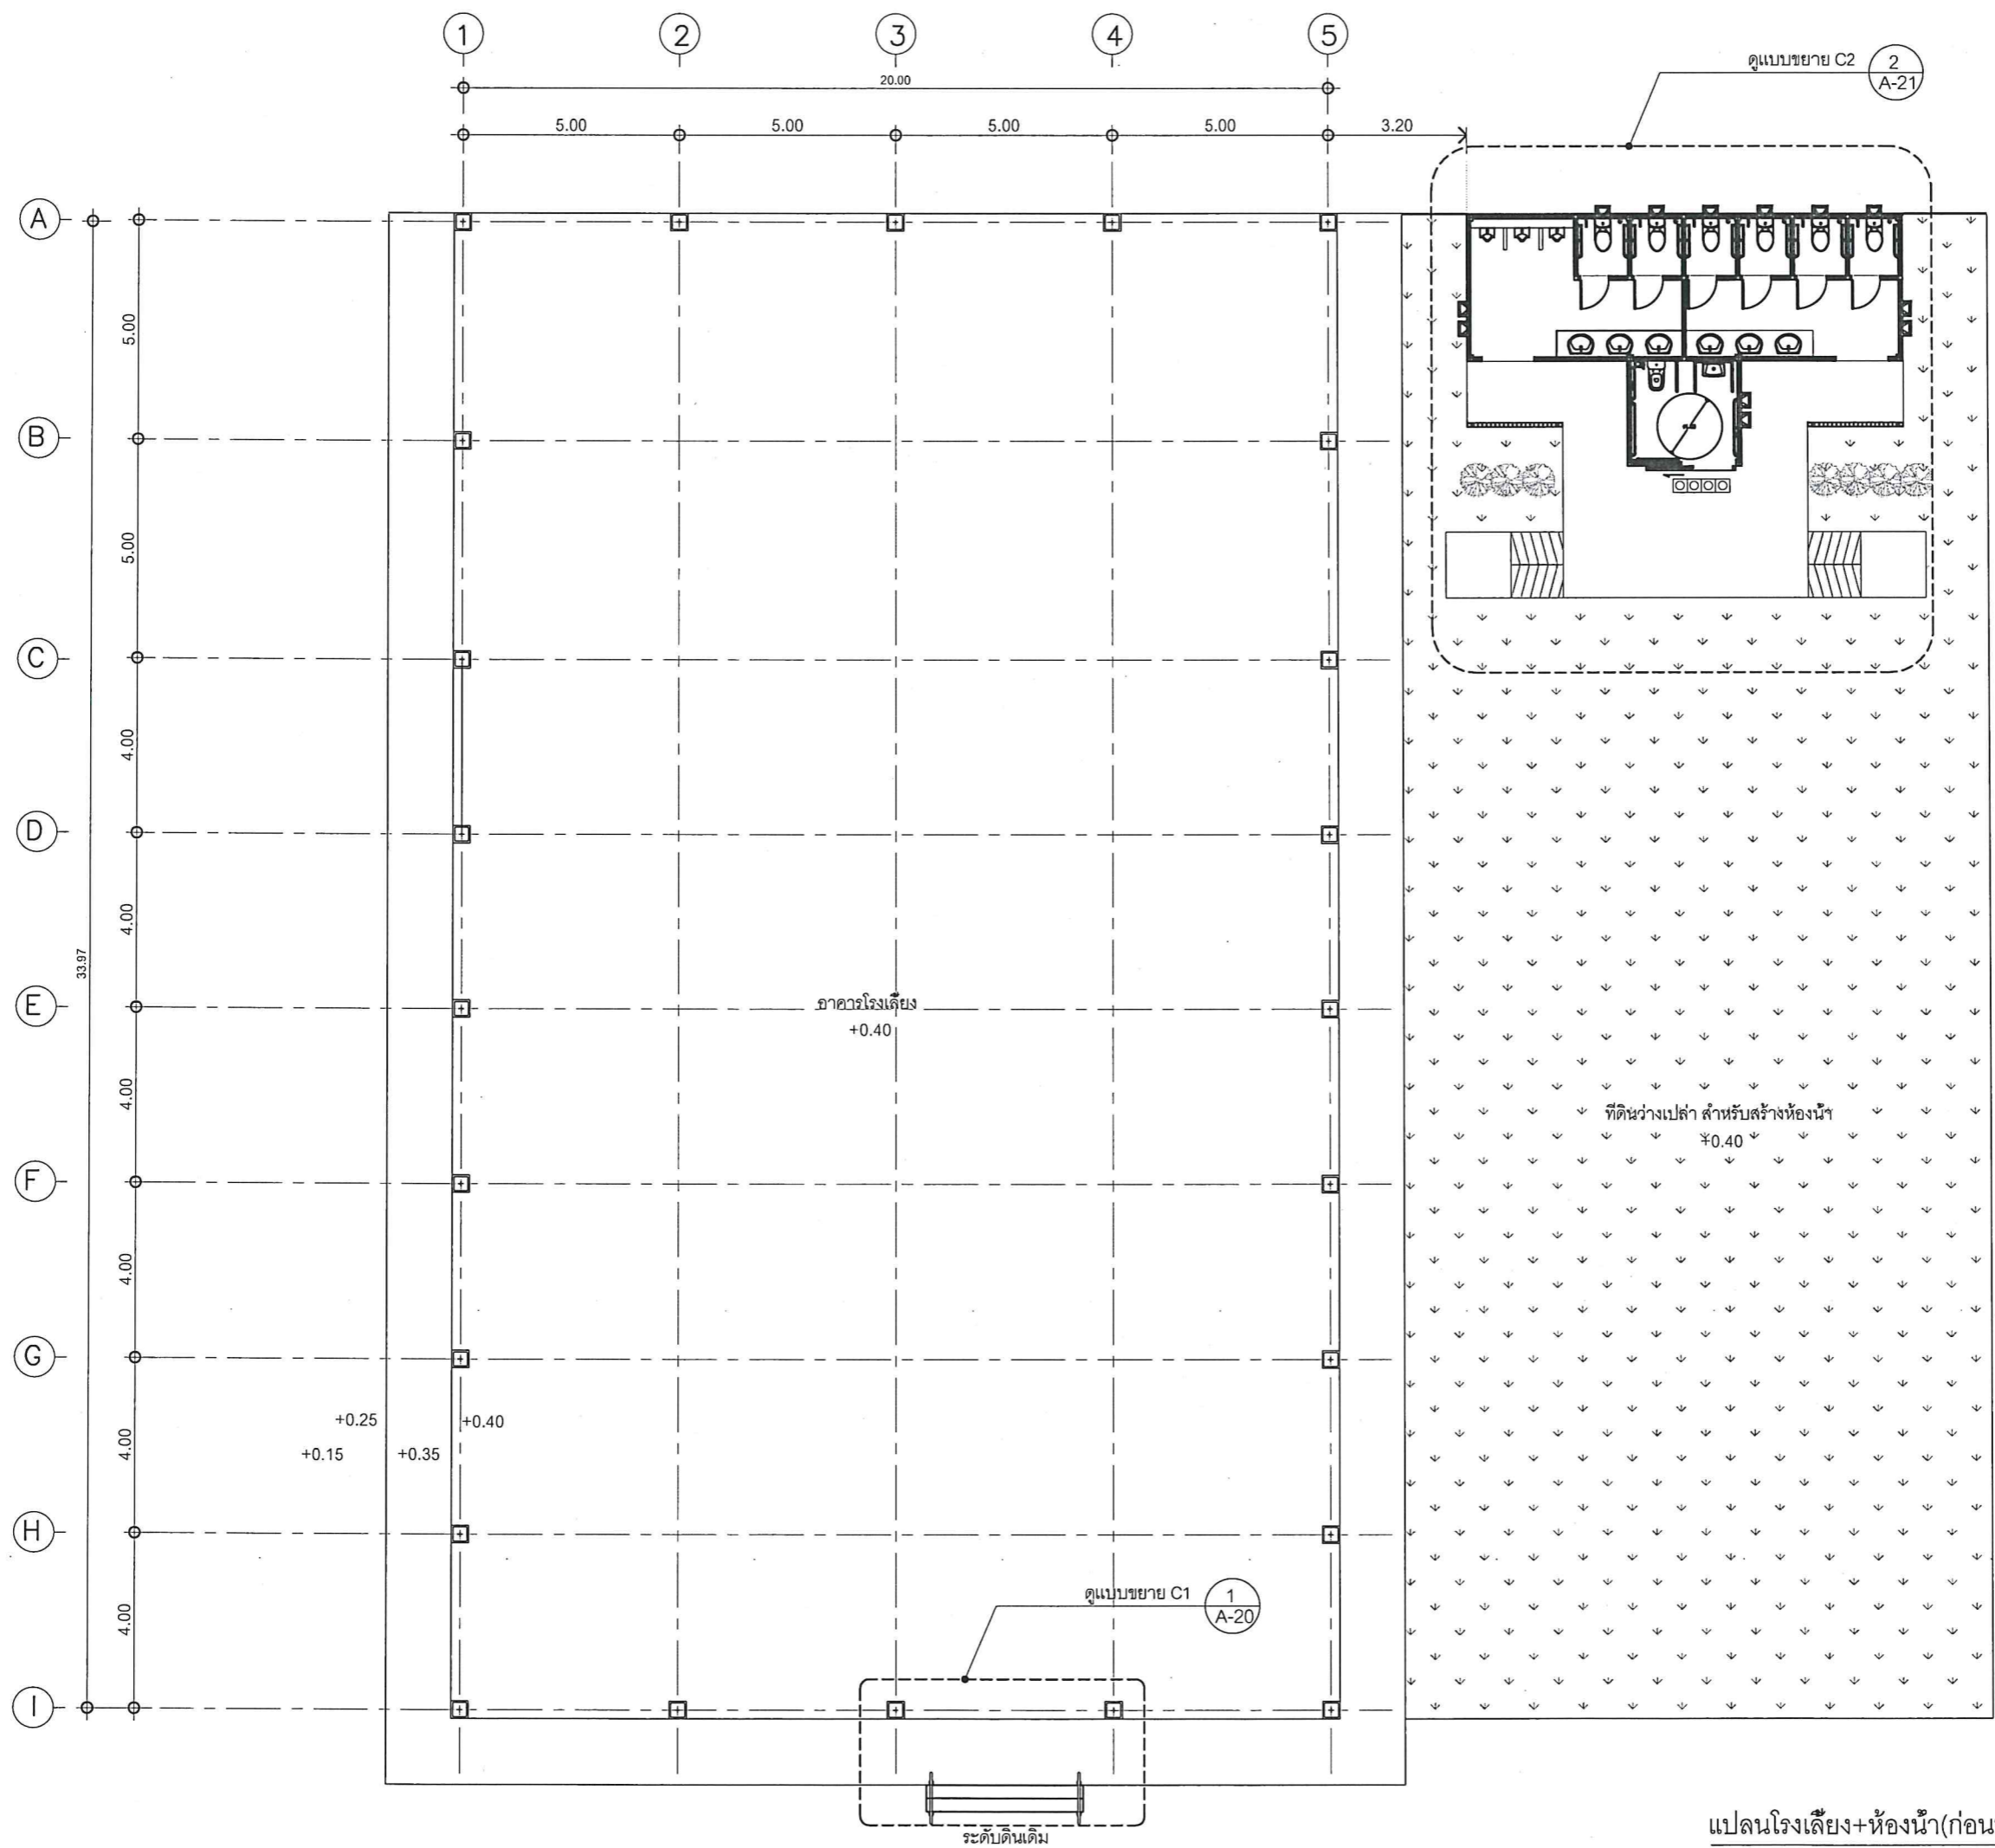 1 2 3 4 5
ดูแบบขยาย C2 2
A-21
20.00
5.00 5.00 5.00 5.00 3.20
A
5.00
B
5.00
C
4.00
D
4.00
33.97
E
อาคารโรงเลี้ยง
+0.40
4.00
ที่ดินว่างเปล่า สำหรับสร้างห้องน้ำ
+0.40
F
4.00
G
+0.25 +0.40
+0.15 +0.35
4.00
H
ดูแบบขยาย C1 1
A-20
4.00
I
ระดับดินเดิม
แปลนโรงเลี้ยง+ห้องน้ำ(ก่อน